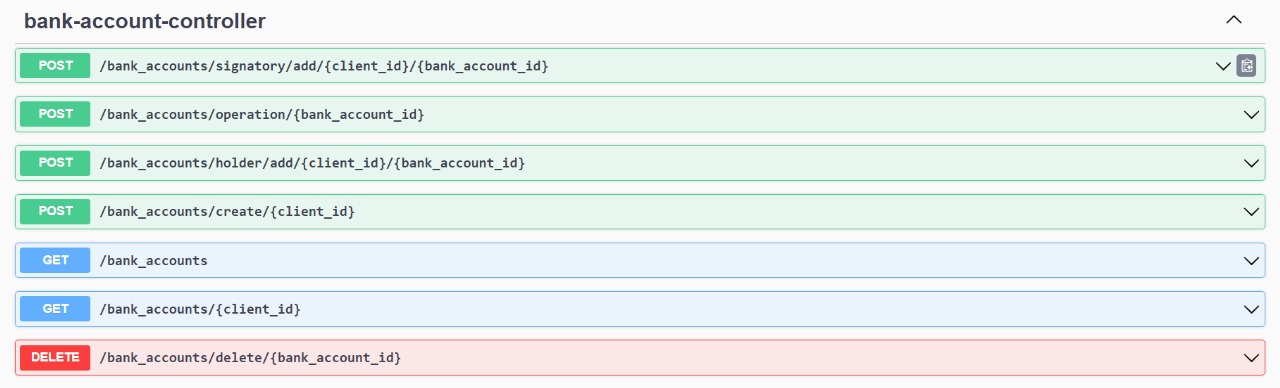 bank-account-controller
POST /bank_accounts/signatory/add/{client_id}/{bank_account_id}
POST /bank_accounts/operation/{bank_account_id}
POST /bank_accounts/holder/add/{client_id}/{bank_account_id}
POST /bank_accounts/create/{client_id}
GET /bank_accounts
GET /bank_accounts/{client_id}
DELETE /bank_accounts/delete/{bank_account_id}